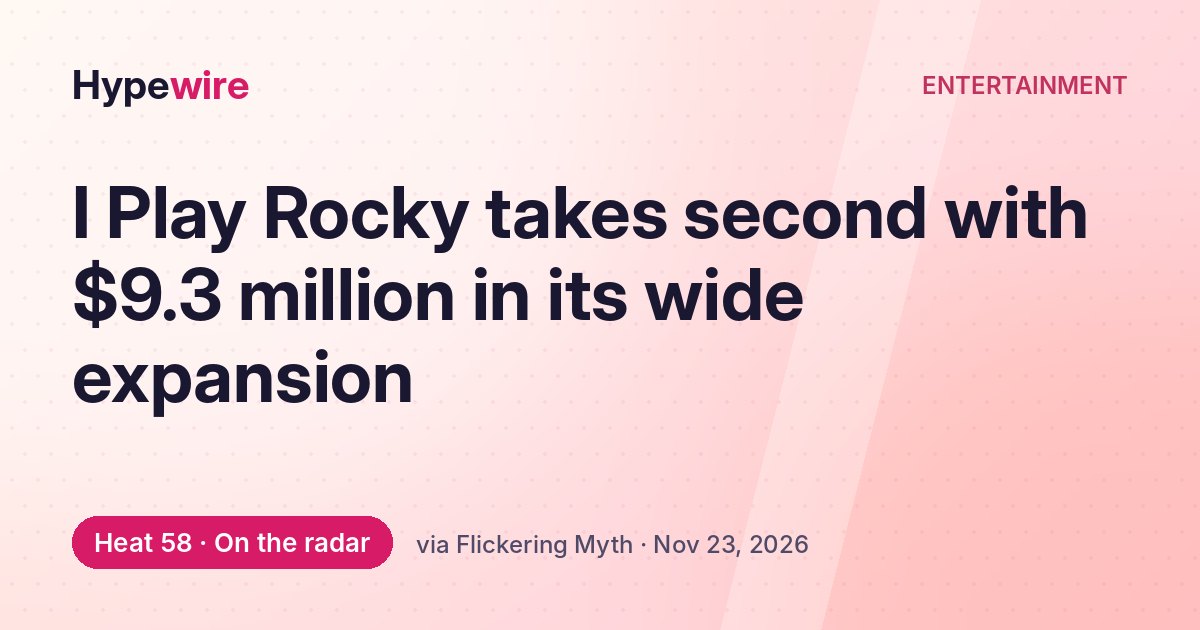 Hypewire
ENTERTAINMENT
I Play Rocky takes second with
$9.3 million in its wide
expansion
Heat 58 · On the radar
via Flickering Myth · Nov 23, 2026